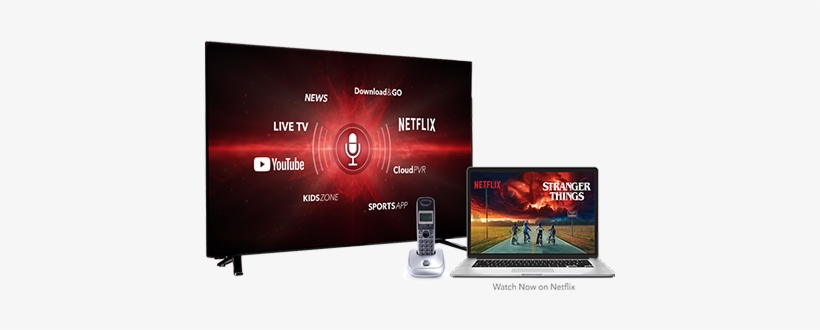 Download&GO
NEWS
LIVE TV
NETFLIX
YouTube
CloudPVR
KIDSZONE
SPORTSAPP
NETFLIX
STRANGER
THINGS
Watch Now on Netflix